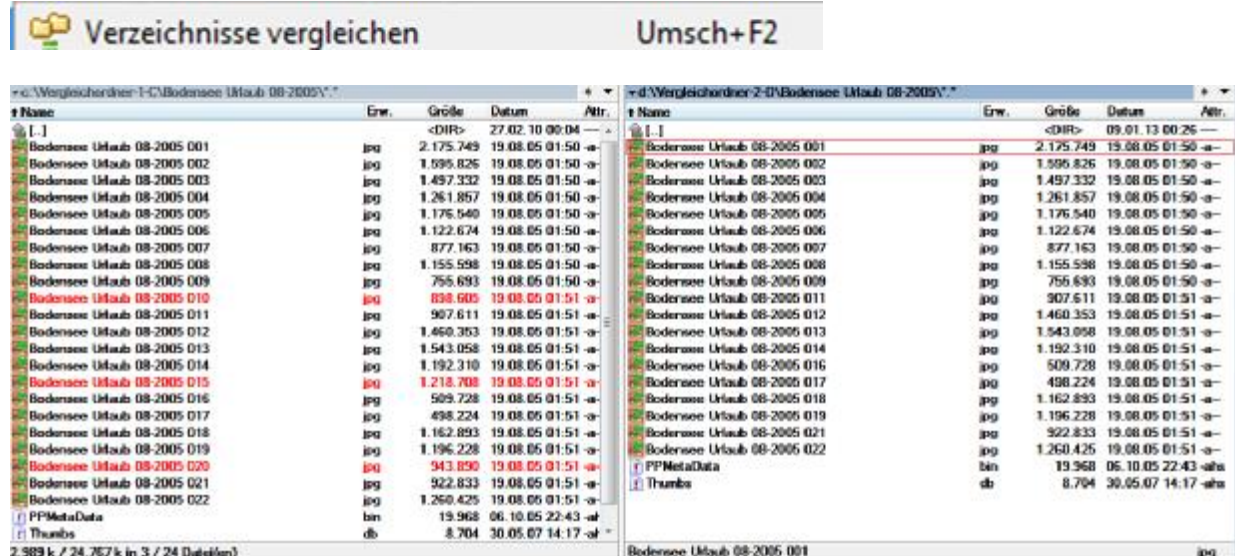 Verzeichnisse vergleichen Umsch+F2
c:\Vergleichordner-1-C\Bodensee Urlaub 08-2005\*.*
Name Erw. Größe Datum Attr.
[..] <DIR> 27.02.10 00:04 ---
Bodensee Urlaub 08-2005 001 jpg 2.175.749 19.08.05 01:50 -a-
Bodensee Urlaub 08-2005 002 jpg 1.595.826 19.08.05 01:50 -a-
Bodensee Urlaub 08-2005 003 jpg 1.497.332 19.08.05 01:50 -a-
Bodensee Urlaub 08-2005 004 jpg 1.261.857 19.08.05 01:50 -a-
Bodensee Urlaub 08-2005 005 jpg 1.176.540 19.08.05 01:50 -a-
Bodensee Urlaub 08-2005 006 jpg 1.122.674 19.08.05 01:50 -a-
Bodensee Urlaub 08-2005 007 jpg 877.163 19.08.05 01:50 -a-
Bodensee Urlaub 08-2005 008 jpg 1.155.598 19.08.05 01:50 -a-
Bodensee Urlaub 08-2005 009 jpg 755.693 19.08.05 01:50 -a-
Bodensee Urlaub 08-2005 010 jpg 898.605 19.08.05 01:51 -a-
Bodensee Urlaub 08-2005 011 jpg 907.611 19.08.05 01:51 -a-
Bodensee Urlaub 08-2005 012 jpg 1.460.353 19.08.05 01:51 -a-
Bodensee Urlaub 08-2005 013 jpg 1.543.058 19.08.05 01:51 -a-
Bodensee Urlaub 08-2005 014 jpg 1.192.310 19.08.05 01:51 -a-
Bodensee Urlaub 08-2005 015 jpg 1.218.708 19.08.05 01:51 -a-
Bodensee Urlaub 08-2005 016 jpg 509.728 19.08.05 01:51 -a-
Bodensee Urlaub 08-2005 017 jpg 498.224 19.08.05 01:51 -a-
Bodensee Urlaub 08-2005 018 jpg 1.162.893 19.08.05 01:51 -a-
Bodensee Urlaub 08-2005 019 jpg 1.196.228 19.08.05 01:51 -a-
Bodensee Urlaub 08-2005 020 jpg 943.890 19.08.05 01:51 -a-
Bodensee Urlaub 08-2005 021 jpg 922.833 19.08.05 01:51 -a-
Bodensee Urlaub 08-2005 022 jpg 1.260.425 19.08.05 01:51 -a-
PPMetaData bin 19.968 06.10.05 22:43 -ah
Thumbs db 8.704 30.05.07 14:17 -ah
2.989 k / 24.767 k in 3 / 24 Datei(en)
d:\Vergleichordner-2-D\Bodensee Urlaub 08-2005\*.*
Name Erw. Größe Datum Attr.
[..] <DIR> 09.01.13 00:26 ----
Bodensee Urlaub 08-2005 001 jpg 2.175.749 19.08.05 01:50 -a--
Bodensee Urlaub 08-2005 002 jpg 1.595.826 19.08.05 01:50 -a--
Bodensee Urlaub 08-2005 003 jpg 1.497.332 19.08.05 01:50 -a--
Bodensee Urlaub 08-2005 004 jpg 1.261.857 19.08.05 01:50 -a--
Bodensee Urlaub 08-2005 005 jpg 1.176.540 19.08.05 01:50 -a--
Bodensee Urlaub 08-2005 006 jpg 1.122.674 19.08.05 01:50 -a--
Bodensee Urlaub 08-2005 007 jpg 877.163 19.08.05 01:50 -a--
Bodensee Urlaub 08-2005 008 jpg 1.155.598 19.08.05 01:50 -a--
Bodensee Urlaub 08-2005 009 jpg 755.693 19.08.05 01:50 -a--
Bodensee Urlaub 08-2005 011 jpg 907.611 19.08.05 01:51 -a--
Bodensee Urlaub 08-2005 012 jpg 1.460.353 19.08.05 01:51 -a--
Bodensee Urlaub 08-2005 013 jpg 1.543.058 19.08.05 01:51 -a--
Bodensee Urlaub 08-2005 014 jpg 1.192.310 19.08.05 01:51 -a--
Bodensee Urlaub 08-2005 016 jpg 509.728 19.08.05 01:51 -a--
Bodensee Urlaub 08-2005 017 jpg 498.224 19.08.05 01:51 -a--
Bodensee Urlaub 08-2005 018 jpg 1.162.893 19.08.05 01:51 -a--
Bodensee Urlaub 08-2005 019 jpg 1.196.228 19.08.05 01:51 -a--
Bodensee Urlaub 08-2005 021 jpg 922.833 19.08.05 01:51 -a--
Bodensee Urlaub 08-2005 022 jpg 1.260.425 19.08.05 01:51 -a--
PPMetaData bin 19.968 06.10.05 22:43 -ahs
Thumbs db 8.704 30.05.07 14:17 -ahs
Bodensee Urlaub 08-2005 001 jpg